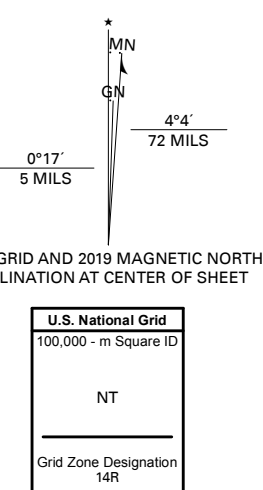 ★
MN
GN
4°4´
72 MILS
0°17´
5 MILS
GRID AND 2019 MAGNETIC NORTH
LINATION AT CENTER OF SHEET
U.S. National Grid
100,000 - m Square ID
NT
Grid Zone Designation
14R